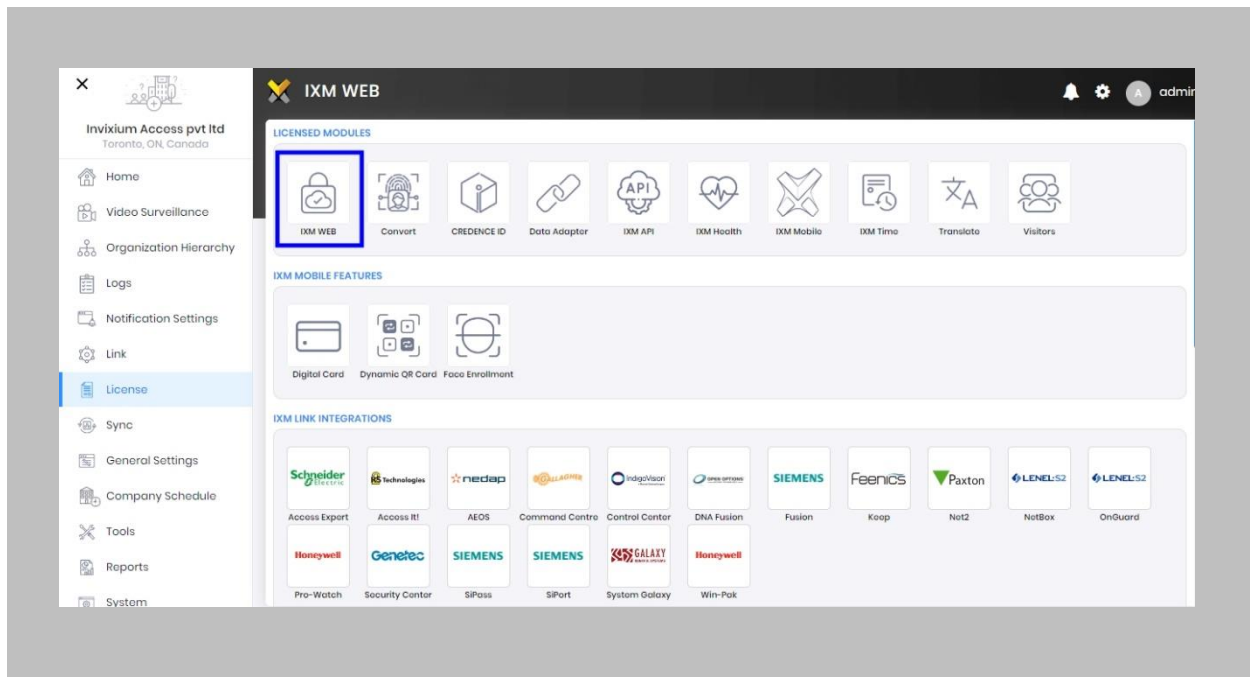 Invixium Access pvt ltd
Toronto, ON, Canada
Home
Video Surveillance
Organization Hierarchy
Logs
Notification Settings
Link
License
Sync
General Settings
Company Schedule
Tools
Reports
System
IXM WEB
A admin
LICENSED MODULES
API
IXM WEB Convert CREDENCE ID Data Adapter IXM API IXM Health IXM Mobile IXM Time Translate Visitors
IXM MOBILE FEATURES
Digital Card Dynamic QR Card Face Enrollment
IXM LINK INTEGRATIONS
Schneider Electric RS Technologies nedap GALLAGHER IndigoVision OPEN OPTIONS SIEMENS Feenics Paxton LENEL·S2 LENEL·S2
Access Expert Access It! AEOS Command Centre Control Center DNA Fusion Fusion Keep Net2 NetBox OnGuard
Honeywell Genetec SIEMENS SIEMENS GALAXY Honeywell
Pro-Watch Security Center SiPass SiPort System Galaxy Win-Pak